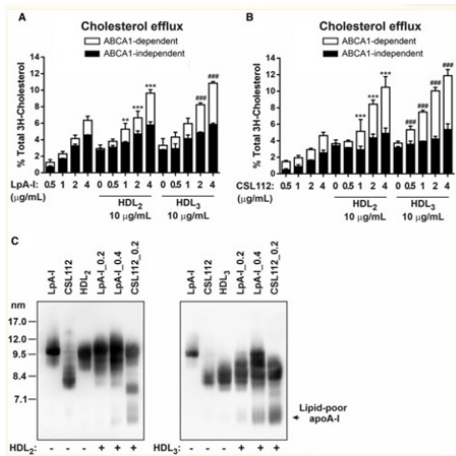 A
Cholesterol efflux
ABCA1-dependent
ABCA1-independent
% Total 3H-Cholesterol
14
12
10
8
6
4
2
0
** *** *** ### ###
LpA-I: 0.5 1 2 4 0 0.5 1 2 4 0 0.5 1 2 4
(μg/mL)
HDL2 HDL3
10 μg/mL 10 μg/mL
B
Cholesterol efflux
ABCA1-dependent
ABCA1-independent
% Total 3H-Cholesterol
14
12
10
8
6
4
2
0
*** *** *** ### ### ### ###
CSL112: 0.5 1 2 4 0 0.5 1 2 4 0 0.5 1 2 4
(μg/mL)
HDL2 HDL3
10 μg/mL 10 μg/mL
C
LpA-I CSL112 HDL2 LpA-I_0.2 LpA-I_0.4 CSL112_0.2
LpA-I CSL112 HDL3 LpA-I_0.2 LpA-I_0.4 CSL112_0.2
nm
17.0
12.0
9.5
8.4
7.1
Lipid-poor
apoA-I
HDL2: - - - + + +
HDL3: - - - + + +